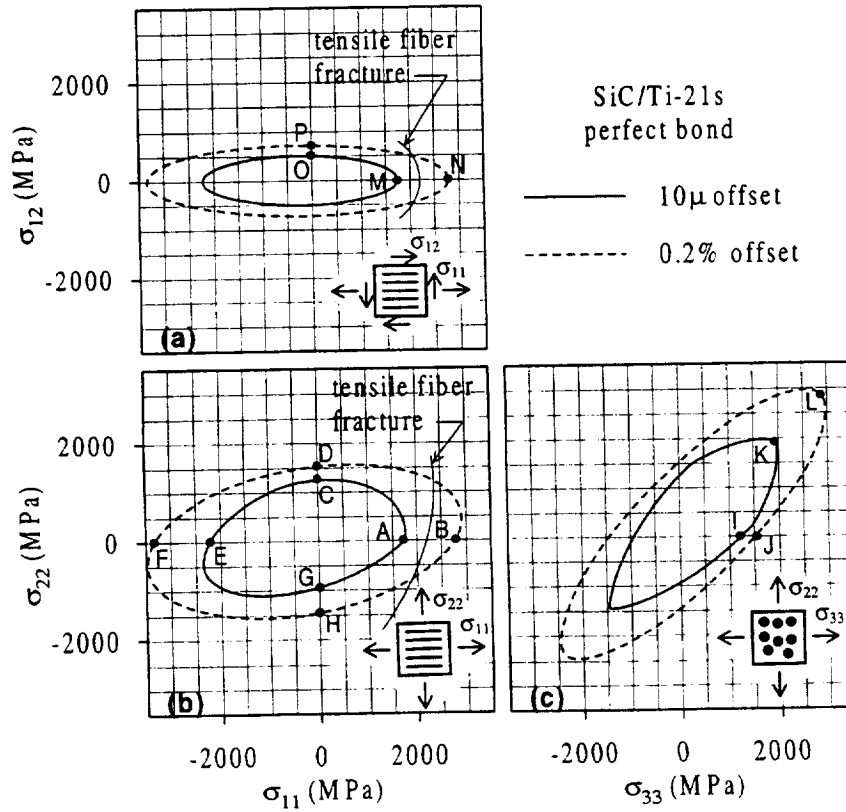 tensile fiber
fracture
2000
0
-2000
σ12 (MPa)
P
O
M
N
σ12
σ11
(a)
SiC/Ti-21s
perfect bond
10μ offset
0.2% offset
tensile fiber
fracture
2000
0
-2000
σ22 (MPa)
D
C
A
B
F
E
G
H
σ22
σ11
(b)
-2000
0
2000
σ11 (MPa)
L
K
I
J
σ22
σ33
(c)
-2000
0
2000
σ33 (MPa)